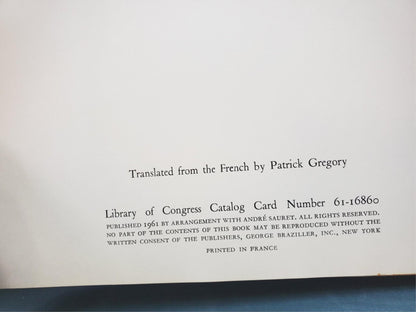 Translated from the French by Patrick Gregory
Library of Congress Catalog Card Number 61-16860
PUBLISHED 1961 BY ARRANGEMENT WITH ANDRÉ SAURET. ALL RIGHTS RESERVED.
NO PART OF THE CONTENTS OF THIS BOOK MAY BE REPRODUCED WITHOUT THE
WRITTEN CONSENT OF THE PUBLISHERS, GEORGE BRAZILLER, INC., NEW YORK
PRINTED IN FRANCE